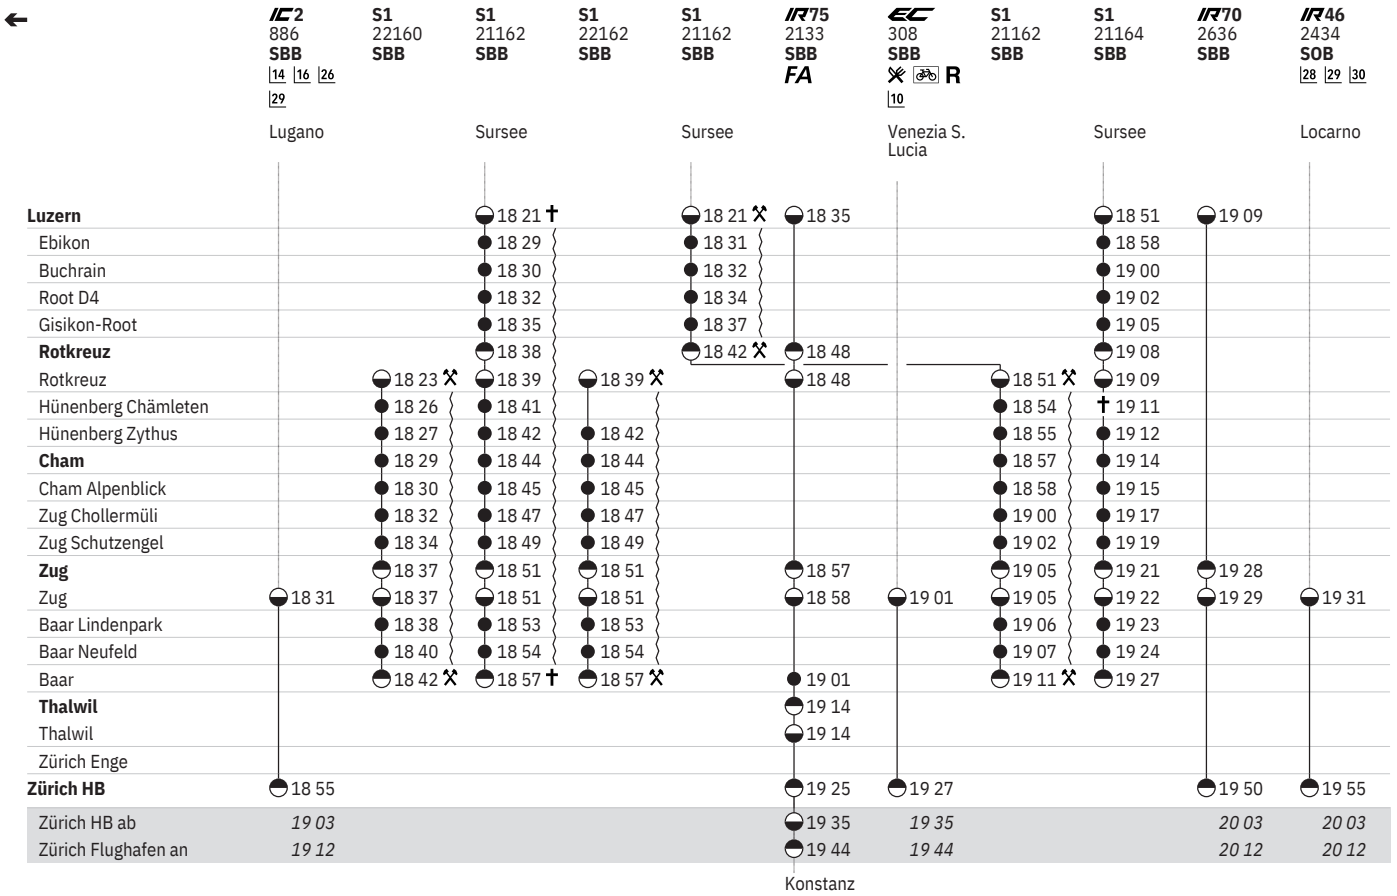 IC2 S1 S1 S1 S1 IR75 EC S1 S1 IR70 IR46
886 22160 21162 22162 21162 2133 308 21162 21164 2636 2434
SBB SBB SBB SBB SBB SBB SBB SBB SBB SBB SOB
14 16 26 FA R 28 29 30
29 10
Lugano Sursee Sursee Venezia S. Sursee Locarno
Lucia
Luzern 18 21 18 21 18 35 18 51 19 09
Ebikon 18 29 18 31 18 58
Buchrain 18 30 18 32 19 00
Root D4 18 32 18 34 19 02
Gisikon-Root 18 35 18 37 19 05
Rotkreuz 18 38 18 42 18 48 19 08
Rotkreuz 18 23 18 39 18 39 18 48 18 51 19 09
Hünenberg Chämleten 18 26 18 41 18 54 19 11
Hünenberg Zythus 18 27 18 42 18 42 18 55 19 12
Cham 18 29 18 44 18 44 18 57 19 14
Cham Alpenblick 18 30 18 45 18 45 18 58 19 15
Zug Chollermüli 18 32 18 47 18 47 19 00 19 17
Zug Schutzengel 18 34 18 49 18 49 19 02 19 19
Zug 18 37 18 51 18 51 18 57 19 05 19 21 19 28
Zug 18 31 18 37 18 51 18 51 18 58 19 01 19 05 19 22 19 29 19 31
Baar Lindenpark 18 38 18 53 18 53 19 06 19 23
Baar Neufeld 18 40 18 54 18 54 19 07 19 24
Baar 18 42 18 57 18 57 19 01 19 11 19 27
Thalwil 19 14
Thalwil 19 14
Zürich Enge
Zürich HB 18 55 19 25 19 27 19 50 19 55
Zürich HB ab 19 03 19 35 19 35 20 03 20 03
Zürich Flughafen an 19 12 19 44 19 44 20 12 20 12
Konstanz